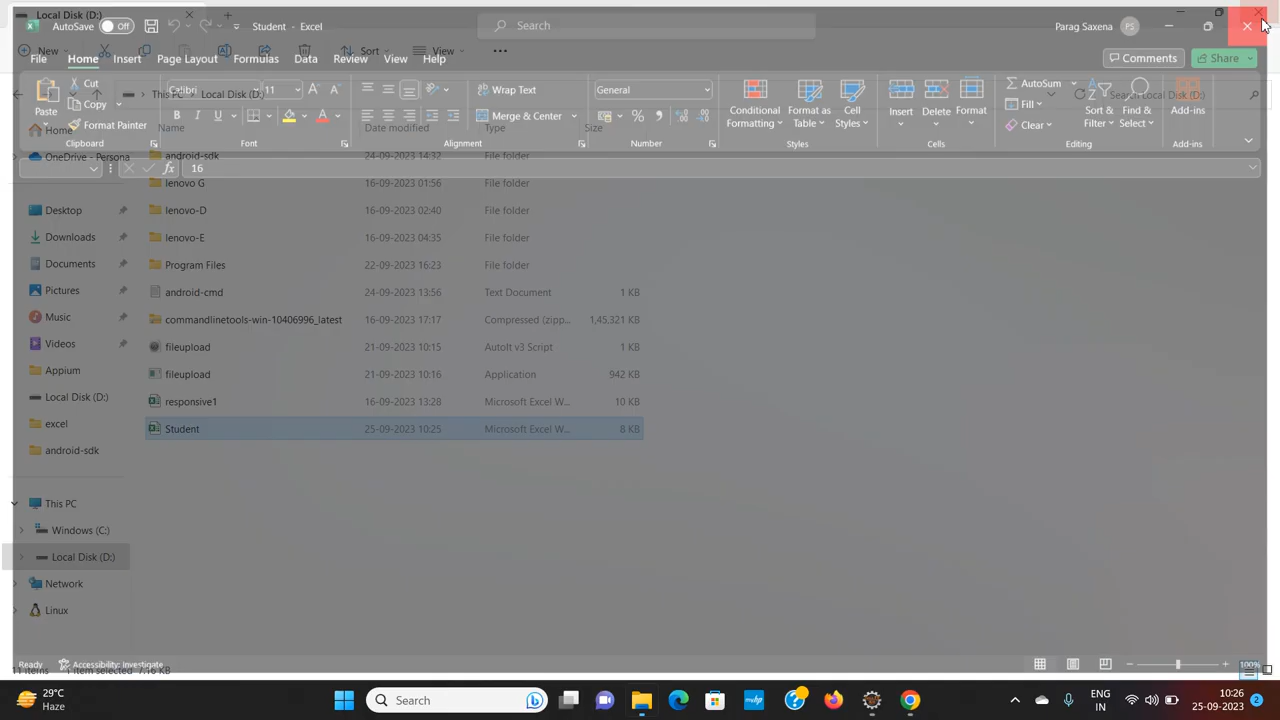 Local Disk (D:)
AutoSave Off Student - Excel Search Parag Saxena PS
New Sort View
File Home Insert Page Layout Formulas Data Review View Help Comments Share
Paste Cut Calibri Wrap Text General Conditional Formatting Format as Table Cell Styles Insert Delete Format AutoSum Sort & Filter Find & Select Add-ins
This PC Local Disk (D:) Search Local Disk (D:)
Copy Fill
Merge & Center
Format Painter Clear
Home Name Date modified Type Size
Clipboard Font Alignment Number Styles Cells Editing Add-ins
OneDrive - Persona android-sdk 24-09-2023 14:32 File folder
16
lenovo G 16-09-2023 01:56 File folder
Desktop lenovo-D 16-09-2023 02:40 File folder
Downloads lenovo-E 16-09-2023 04:35 File folder
Documents Program Files 22-09-2023 16:23 File folder
Pictures android-cmd 24-09-2023 13:56 Text Document 1 KB
Music commandlinetools-win-10406996_latest 16-09-2023 17:17 Compressed (zipp... 1,45,321 KB
Videos fileupload 21-09-2023 10:15 AutoIt v3 Script 1 KB
Appium fileupload 21-09-2023 10:16 Application 942 KB
Local Disk (D:) responsive1 16-09-2023 13:28 Microsoft Excel W... 10 KB
excel Student 25-09-2023 10:25 Microsoft Excel W... 8 KB
android-sdk
This PC
Windows (C:)
Local Disk (D:)
Network
Linux
Ready Accessibility: Investigate 100%
11 items 1 item selected 7.16 KB
29°C
Haze
Search
ENG
IN
10:26
25-09-2023
2